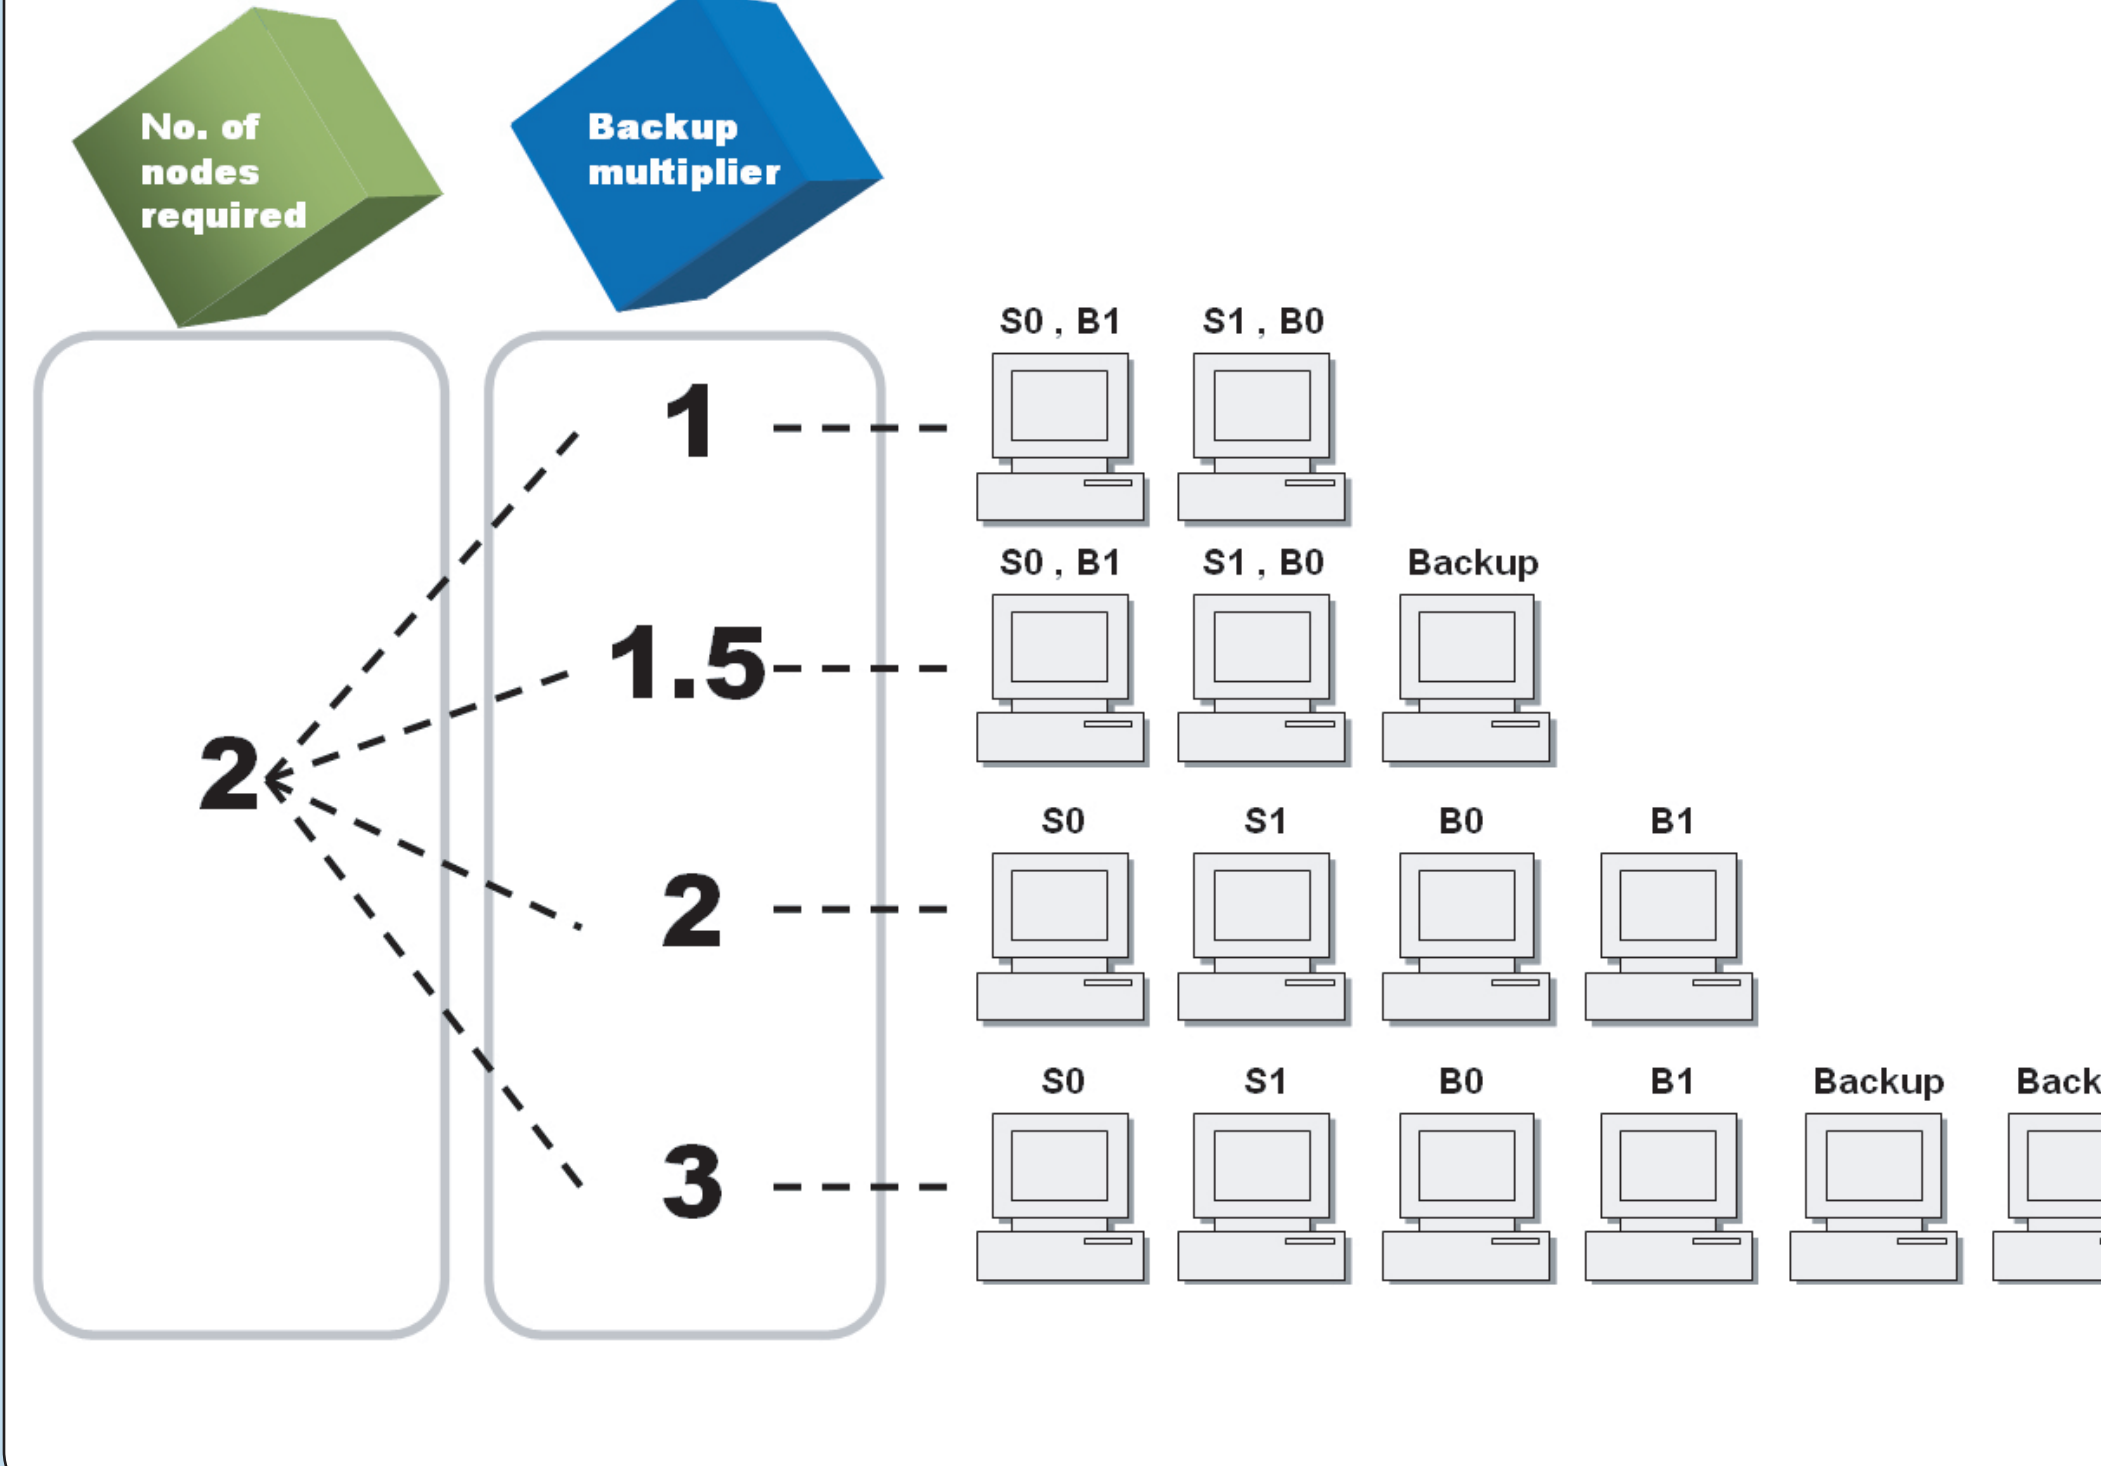 No. of
nodes
required
Backup
multiplier
S0 , B1 S1 , B0
1
S0 , B1 S1 , B0 Backup
1.5
2
S0 S1 B0 B1
2
S0 S1 B0 B1 Backup Back
3